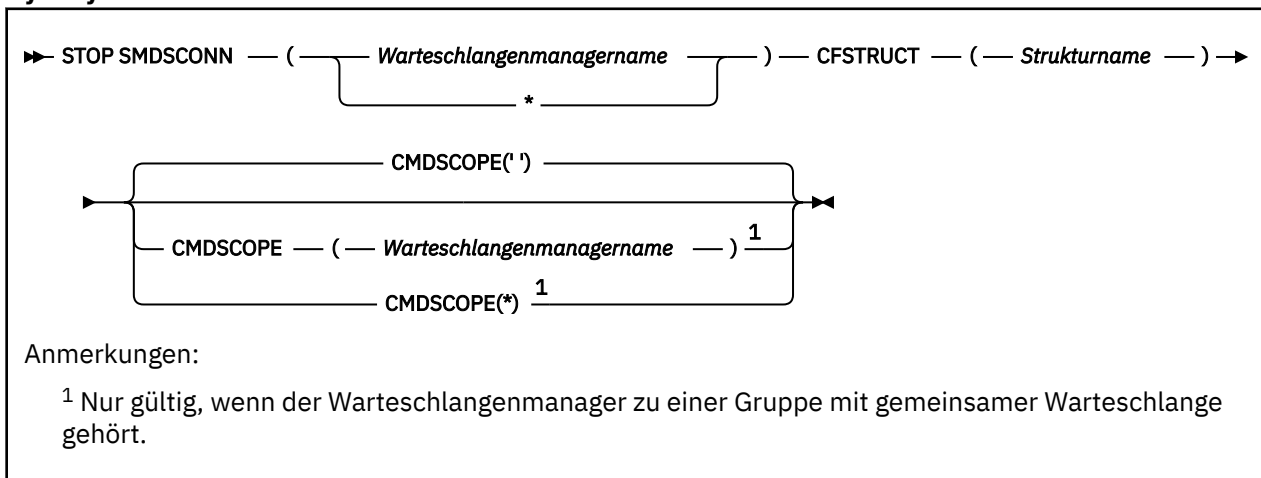 STOP SMDSCONN ( Warteschlangenmanagername ) CFSTRUCT ( Strukturname )
*
CMDSCOPE(' ')
CMDSCOPE ( Warteschlangenmanagername ) 1
CMDSCOPE(*) 1
Anmerkungen:
1 Nur gültig, wenn der Warteschlangenmanager zu einer Gruppe mit gemeinsamer Warteschlange
gehört.